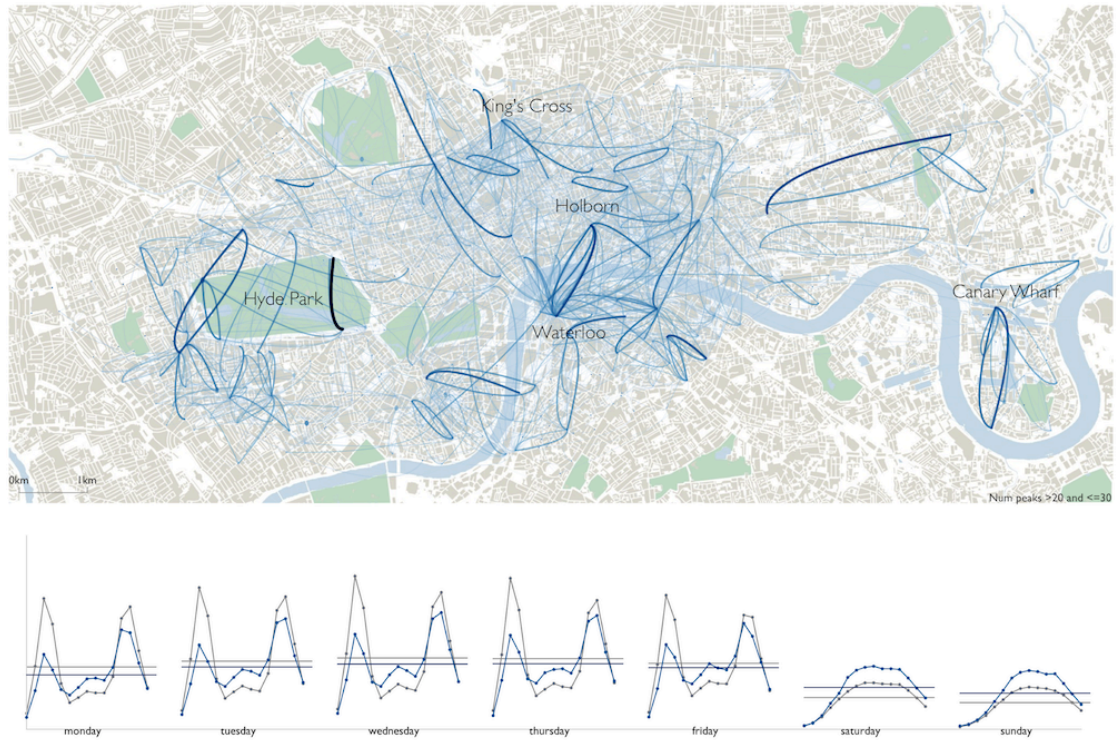 King's Cross
Holborn
Hyde Park
Canary Wharf
Waterloo
0km 1km
Num peaks >20 and <=30
monday tuesday wednesday thursday friday saturday sunday